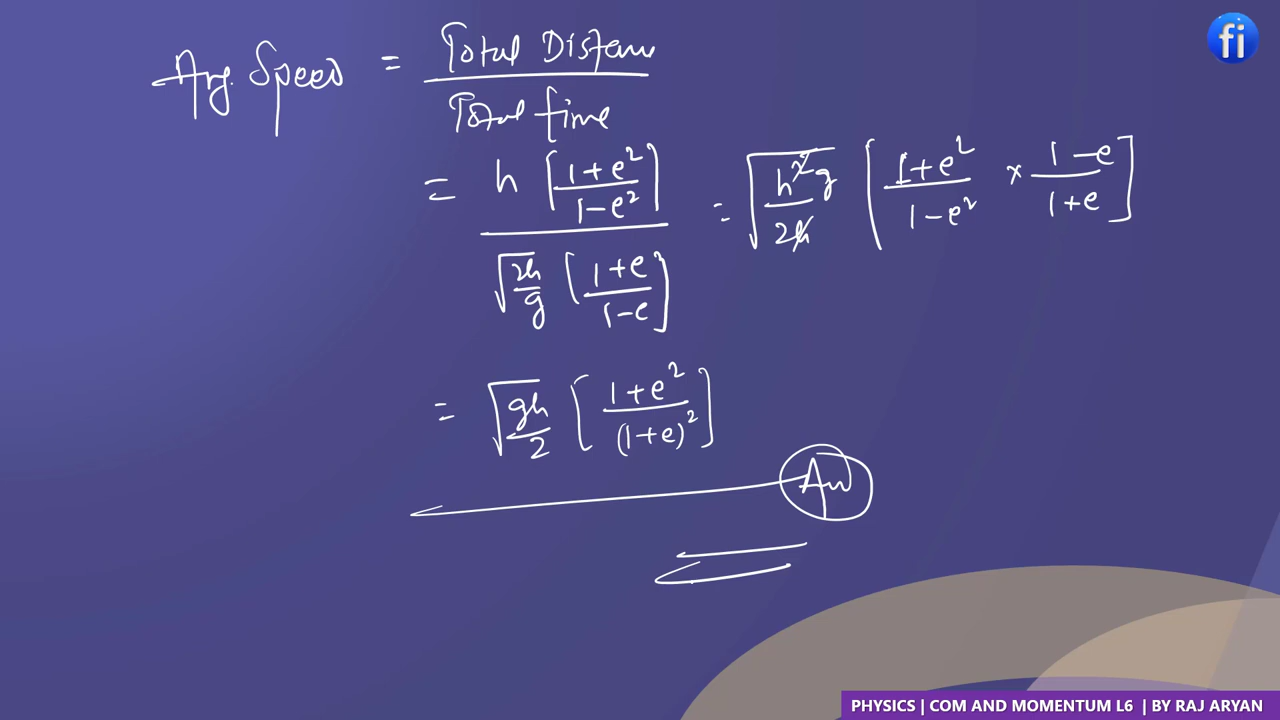 fi
Avg. Speed = Total Distance / Total time
= h [1+e²/1-e²] / √(2h/g) [1+e/1-e] = √(h²g/2h) [1+e²/1-e² × 1-e/1+e]
= √(gh/2) [1+e²/(1+e)²]
Ans
PHYSICS | COM AND MOMENTUM L6 | BY RAJ ARYAN